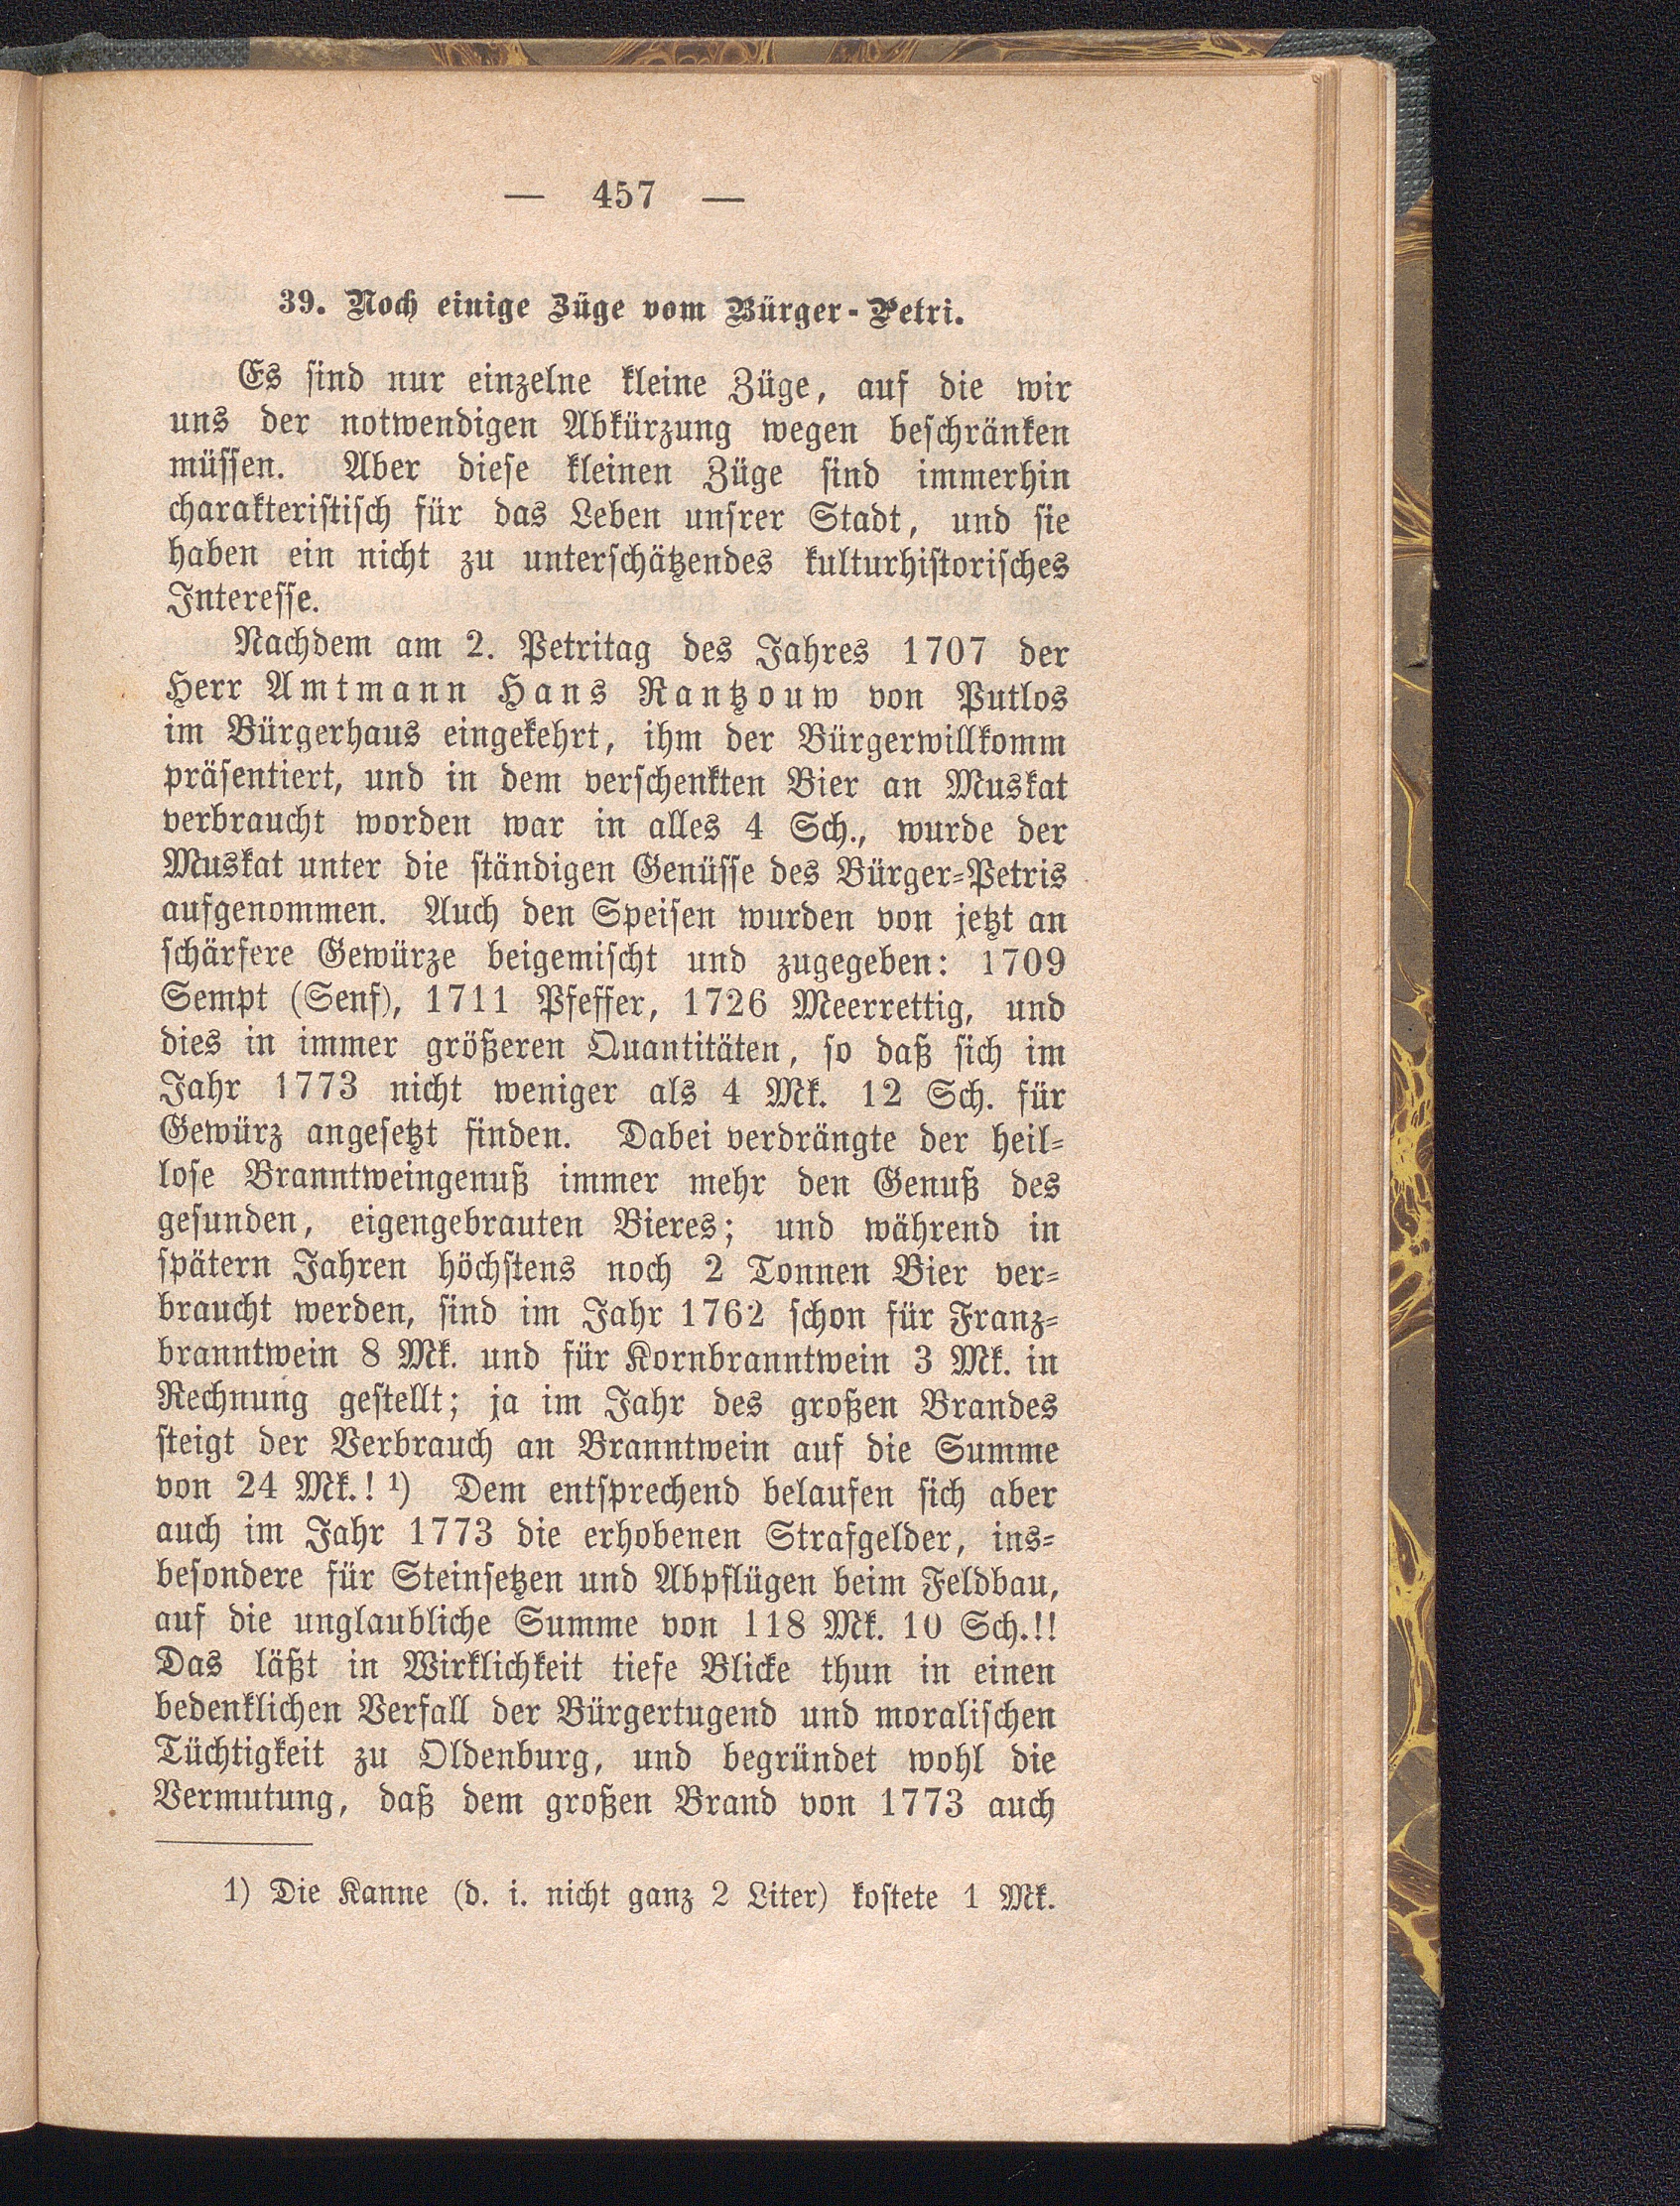 — 457 —
39. Noch einige Züge vom Bürger-Petri.
Es sind nur einzelne kleine Züge, auf die wir
uns der notwendigen Abkürzung wegen beschränken
müssen. Aber diese kleinen Züge sind immerhin
charakteristisch für das Leben unsrer Stadt, und sie
haben ein nicht zu unterschätzendes kulturhistorisches
Interesse.
Nachdem am 2. Petritag des Jahres 1707 der
Herr Amtmann Hans Rantzouw von Putlos
im Bürgerhaus eingekehrt, ihm der Bürgerwillkomm
präsentiert, und in dem verschenkten Bier an Muskat
verbraucht worden war in alles 4 Sch., wurde der
Muskat unter die ständigen Genüsse des Bürger-Petris
aufgenommen. Auch den Speisen wurden von jetzt an
schärfere Gewürze beigemischt und zugegeben: 1709
Sempt (Senf), 1711 Pfeffer, 1726 Meerrettig, und
dies in immer größeren Quantitäten, so daß sich im
Jahr 1773 nicht weniger als 4 Mk. 12 Sch. für
Gewürz angesetzt finden. Dabei verdrängte der heil-
lose Branntweingenuß immer mehr den Genuß des
gesunden, eigengebrauten Bieres; und während in
spätern Jahren höchstens noch 2 Tonnen Bier ver-
braucht werden, sind im Jahr 1762 schon für Franz-
branntwein 8 Mk. und für Kornbranntwein 3 Mk. in
Rechnung gestellt; ja im Jahr des großen Brandes
steigt der Verbrauch an Branntwein auf die Summe
von 24 Mk.! ¹) Dem entsprechend belaufen sich aber
auch im Jahr 1773 die erhobenen Strafgelder, ins-
besondere für Steinsetzen und Abpflügen beim Feldbau,
auf die unglaubliche Summe von 118 Mk. 10 Sch.!!
Das läßt in Wirklichkeit tiefe Blicke thun in einen
bedenklichen Verfall der Bürgertugend und moralischen
Tüchtigkeit zu Oldenburg, und begründet wohl die
Vermutung, daß dem großen Brand von 1773 auch
1) Die Kanne (d. i. nicht ganz 2 Liter) kostete 1 Mk.